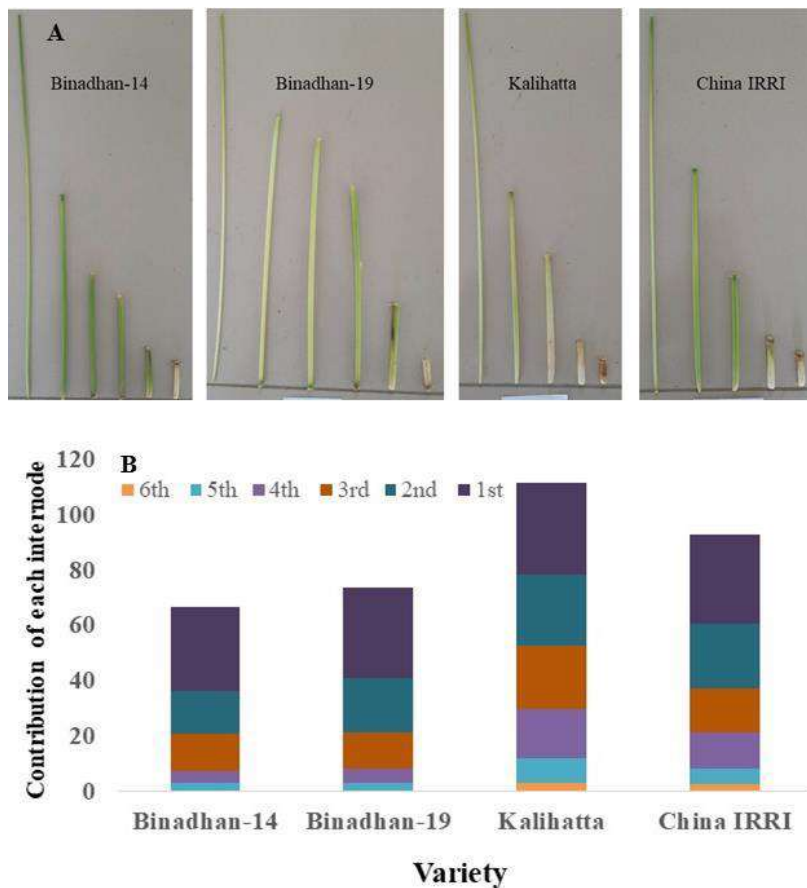 A
Binadhan-14
Binadhan-19
Kalihatta
China IRRI
B
6th 5th 4th 3rd 2nd 1st
Contribution of each internode
120
100
80
60
40
20
0
Binadhan-14 Binadhan-19 Kalihatta China IRRI
Variety